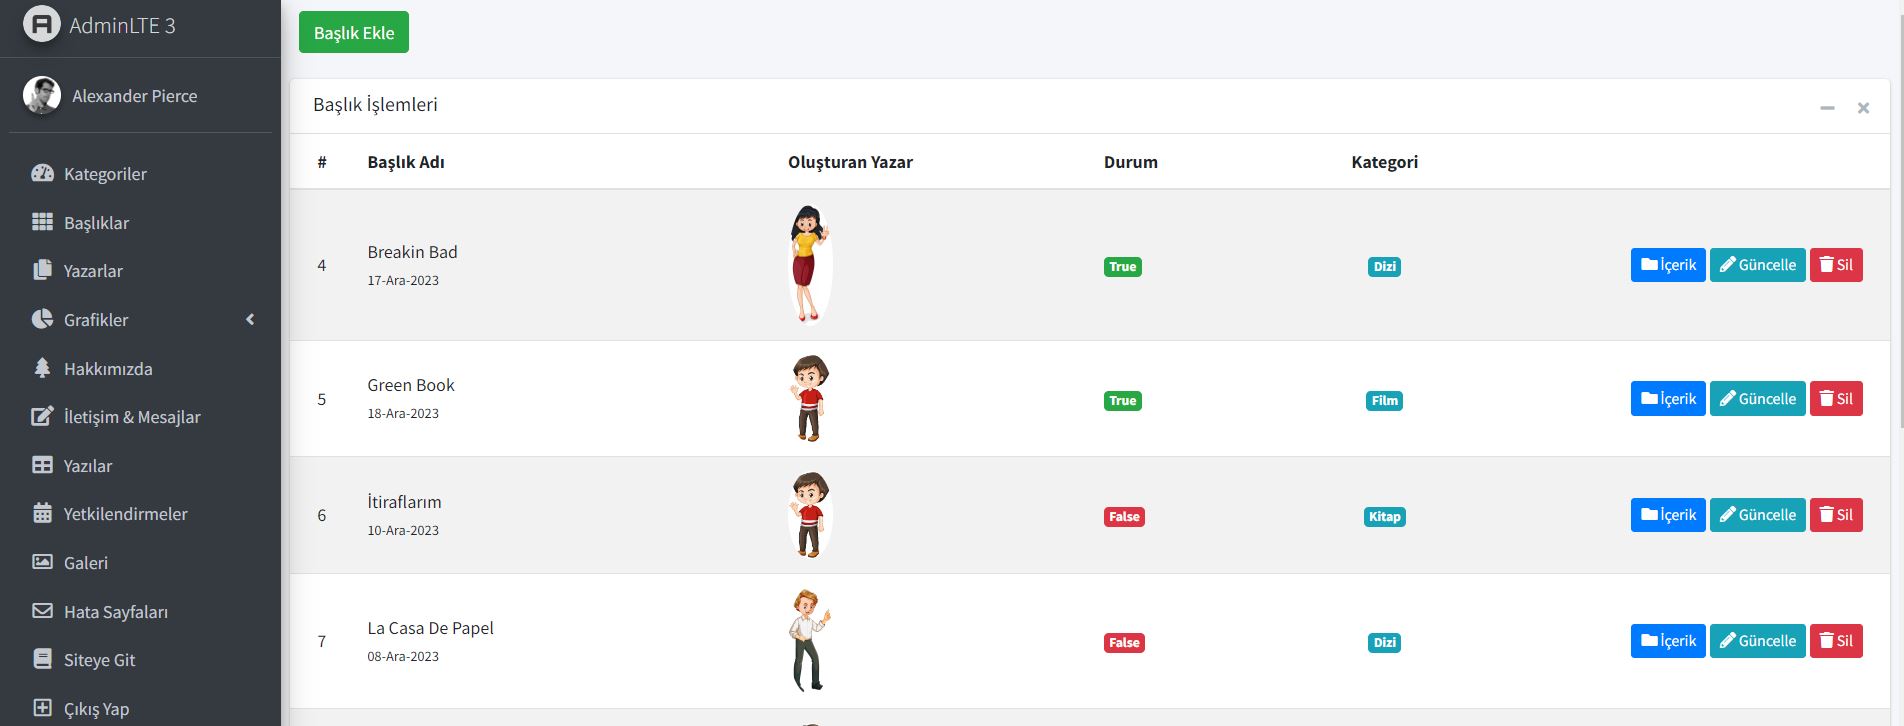 AdminLTE 3
Alexander Pierce
Kategoriler
Başlıklar
Yazarlar
Grafikler
Hakkımızda
İletişim & Mesajlar
Yazılar
Yetkilendirmeler
Galeri
Hata Sayfaları
Siteye Git
Çıkış Yap
Başlık Ekle
Başlık İşlemleri
# Başlık Adı Oluşturan Yazar Durum Kategori
4 Breakin Bad True Dizi İçerik Güncelle Sil
17-Ara-2023
5 Green Book True Film İçerik Güncelle Sil
18-Ara-2023
6 İtiraflarım False Kitap İçerik Güncelle Sil
10-Ara-2023
7 La Casa De Papel False Dizi İçerik Güncelle Sil
08-Ara-2023